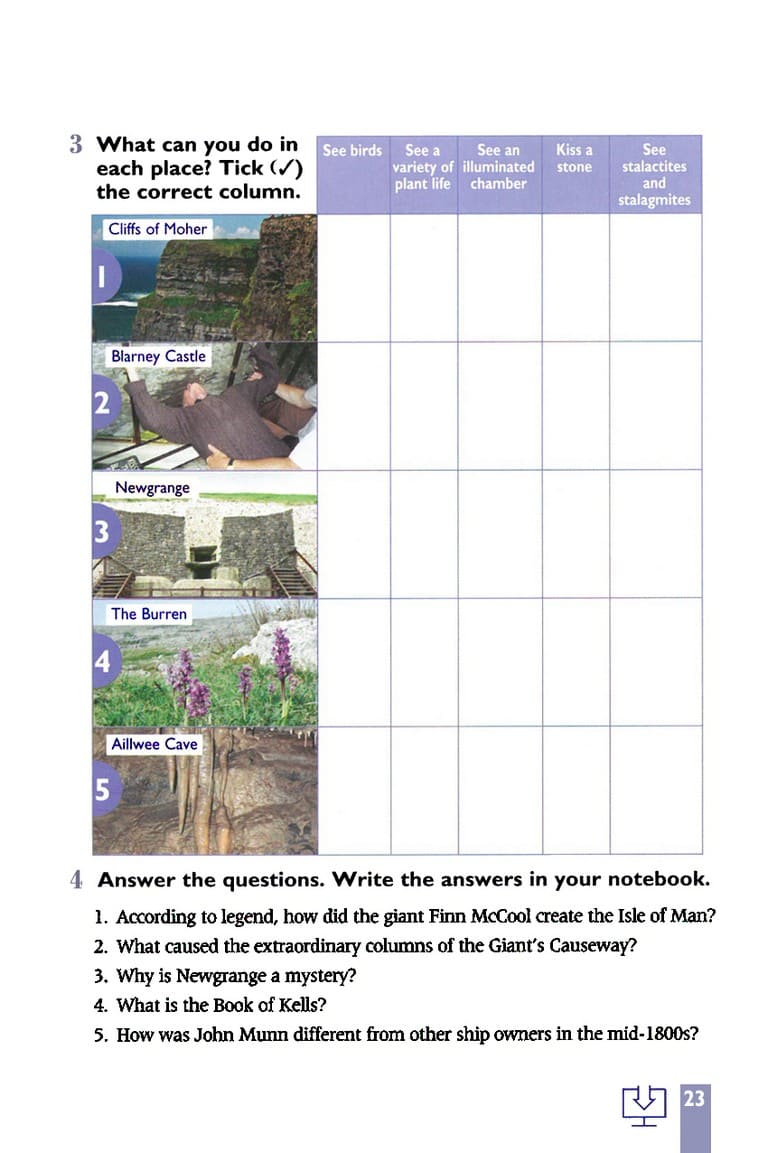 3 What can you do in
each place? Tick (✓)
the correct column.
See birds
See a
variety of
plant life
See an
illuminated
chamber
Kiss a
stone
See
stalactites
and
stalagmites
Cliffs of Moher
1
Blarney Castle
2
Newgrange
3
The Burren
4
Aillwee Cave
5
4 Answer the questions. Write the answers in your notebook.
1. According to legend, how did the giant Finn McCool create the Isle of Man?
2. What caused the extraordinary columns of the Giant's Causeway?
3. Why is Newgrange a mystery?
4. What is the Book of Kells?
5. How was John Munn different from other ship owners in the mid-1800s?
23